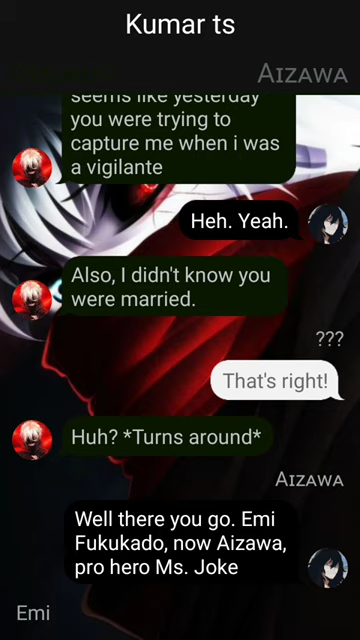 Kumar ts
Aizawa
seems like yesterday
you were trying to
capture me when i was
a vigilante
Heh. Yeah.
Also, I didn't know you
were married.
???
That's right!
Huh? *Turns around*
Aizawa
Well there you go. Emi
Fukukado, now Aizawa,
pro hero Ms. Joke
Emi